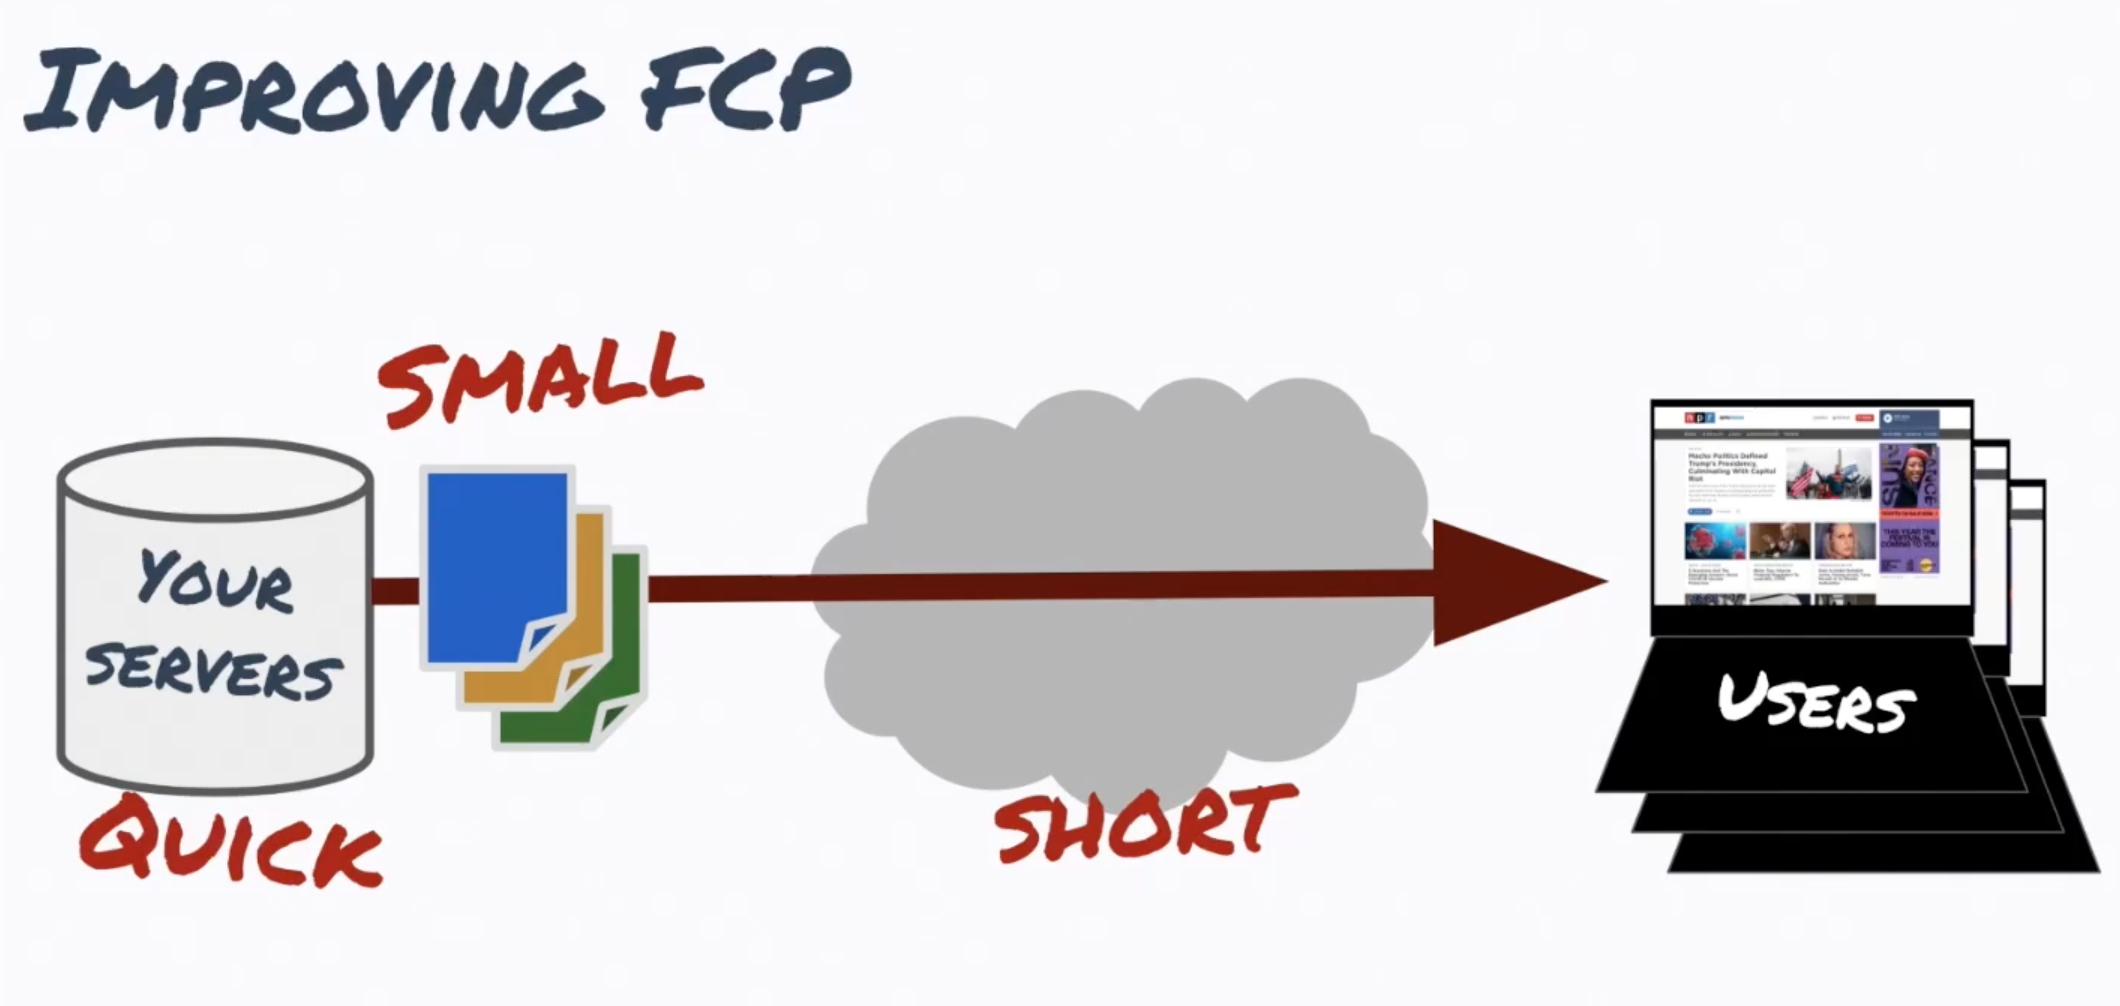 IMPROVING FCP
SMALL
YOUR
SERVERS
QUICK
SHORT
npr
Macho Politics Defined
Trump's Presidency,
Culminating With Capitol
Riot
THIS YEAR THE
FESTIVAL IS
COMING TO YOU
USERS